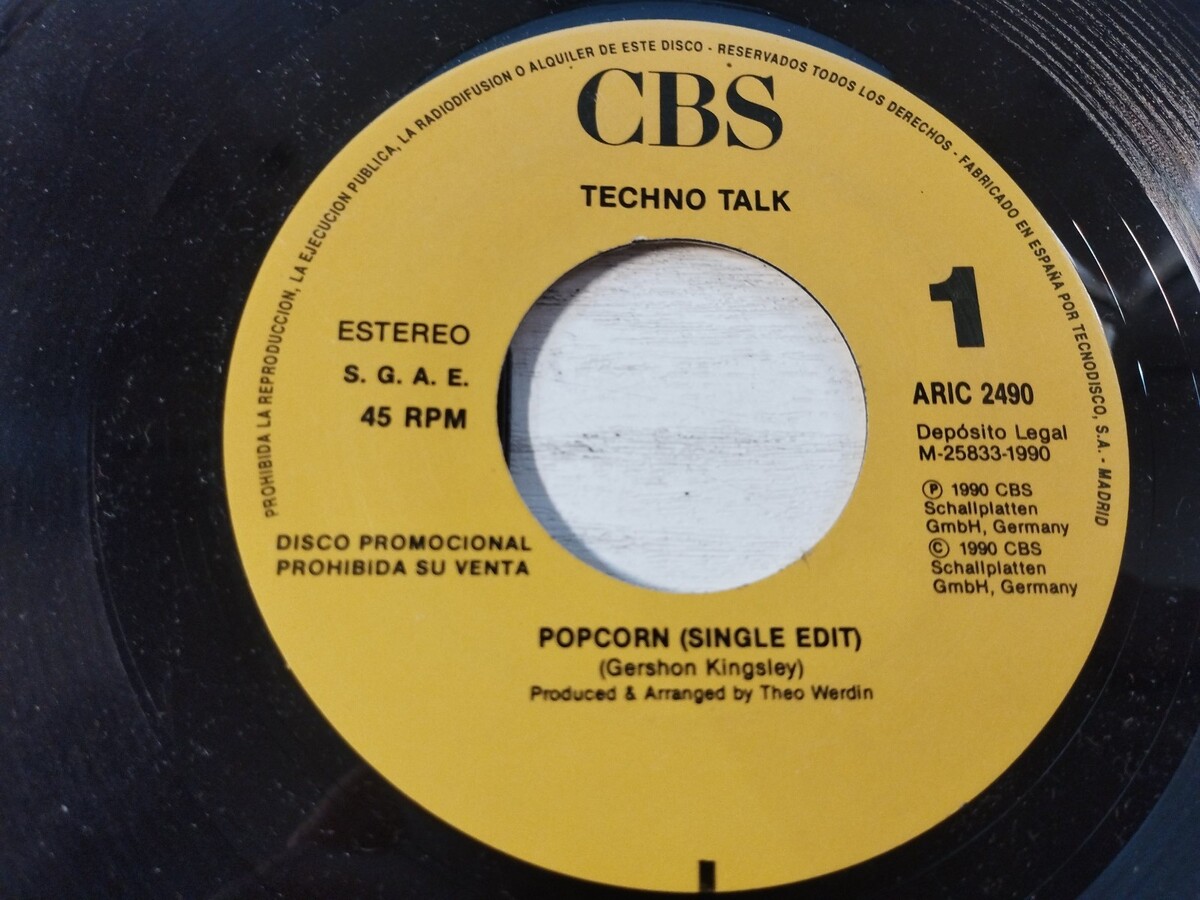 PROHIBIDA LA REPRODUCCION, LA EJECUCION PUBLICA, LA RADIODIFUSION O ALQUILER DE ESTE DISCO - RESERVADOS TODOS LOS DERECHOS - FABRICADO EN ESPAÑA POR TECNODISCO, S.A. - MADRID
CBS
TECHNO TALK
ESTEREO
S. G. A. E.
45 RPM
1
ARIC 2490
Depósito Legal
M-25833-1990
Ⓟ 1990 CBS
Schallplatten
GmbH, Germany
© 1990 CBS
Schallplatten
GmbH, Germany
DISCO PROMOCIONAL
PROHIBIDA SU VENTA
POPCORN (SINGLE EDIT)
(Gershon Kingsley)
Produced & Arranged by Theo Werdin